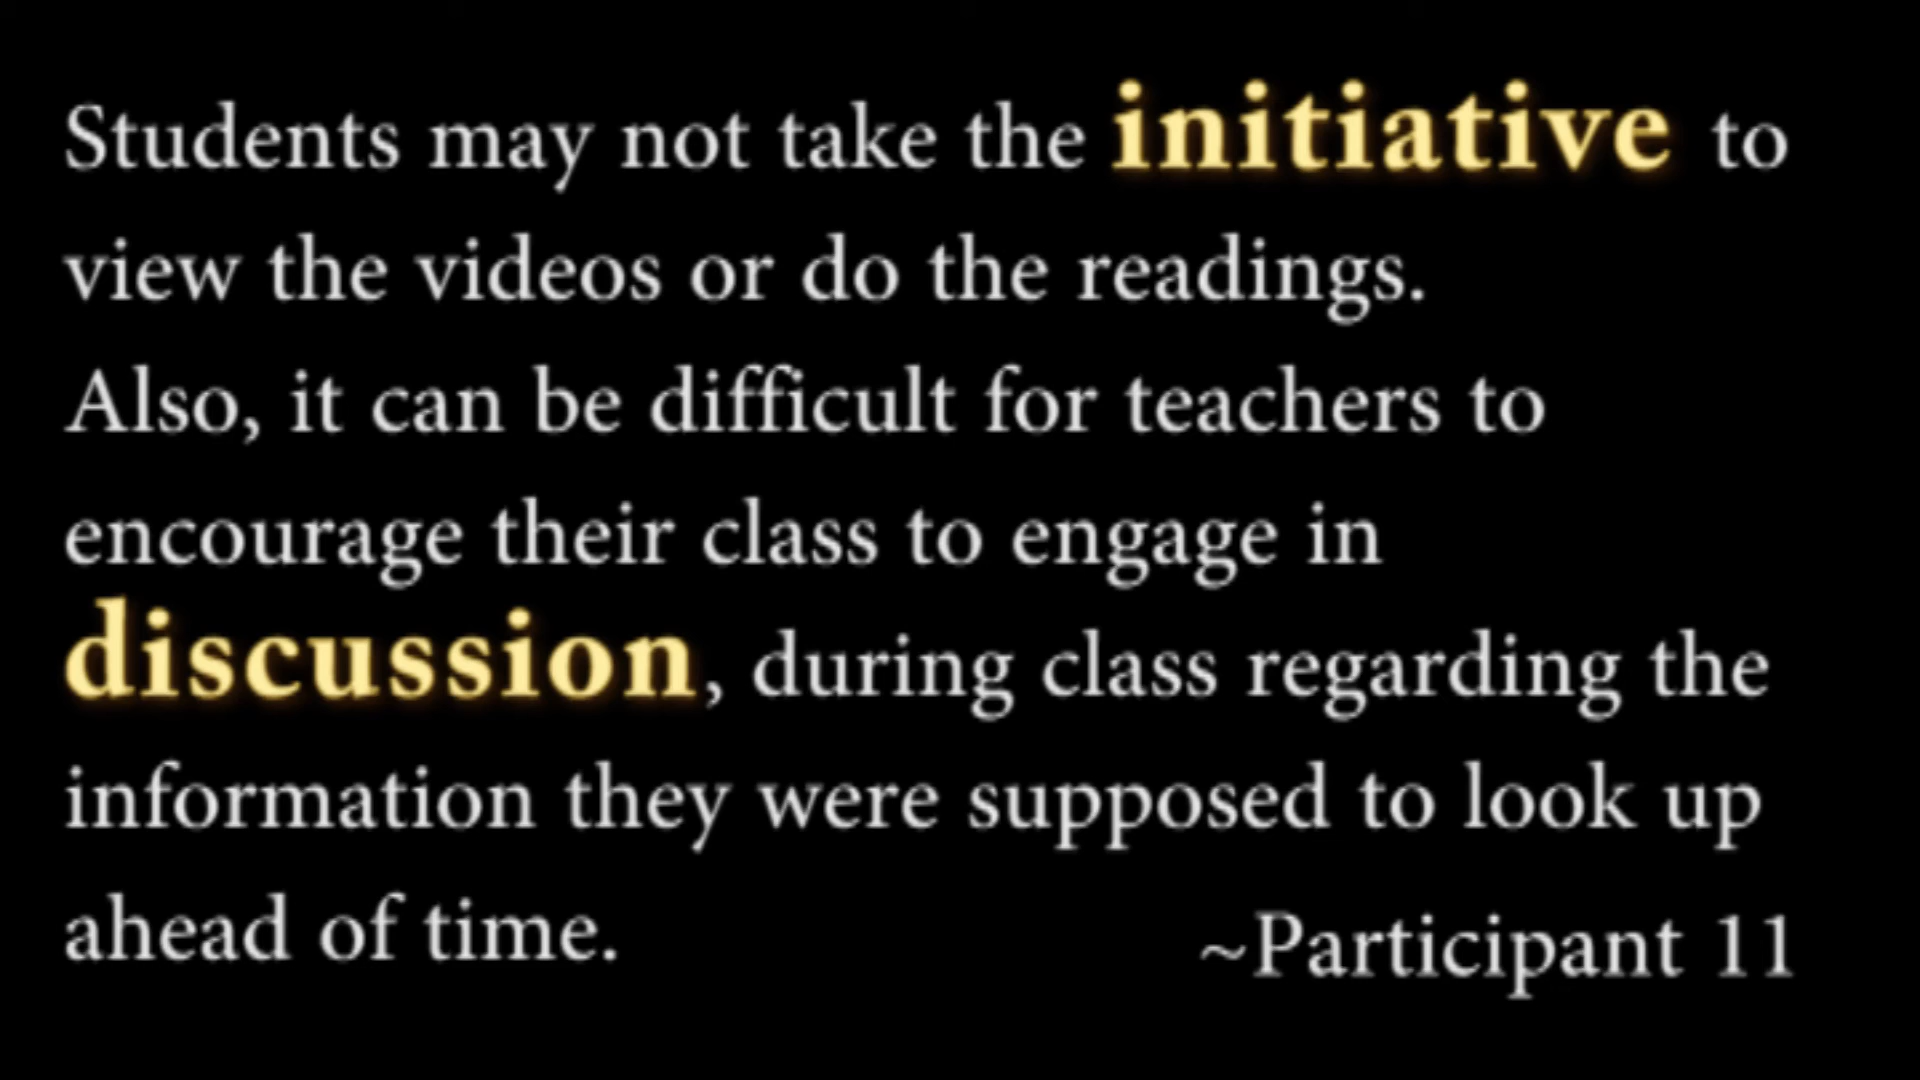 Students may not take the initiative to
view the videos or do the readings.
Also, it can be difficult for teachers to
encourage their class to engage in
discussion, during class regarding the
information they were supposed to look up
ahead of time.
~Participant 11